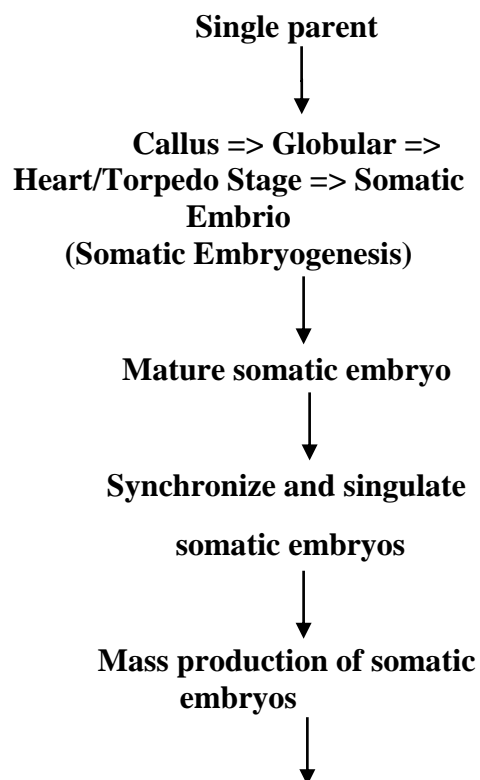 Single parent
Callus => Globular =>
Heart/Torpedo Stage => Somatic
Embrio
(Somatic Embryogenesis)
Mature somatic embryo
Synchronize and singulate
somatic embryos
Mass production of somatic
embryos